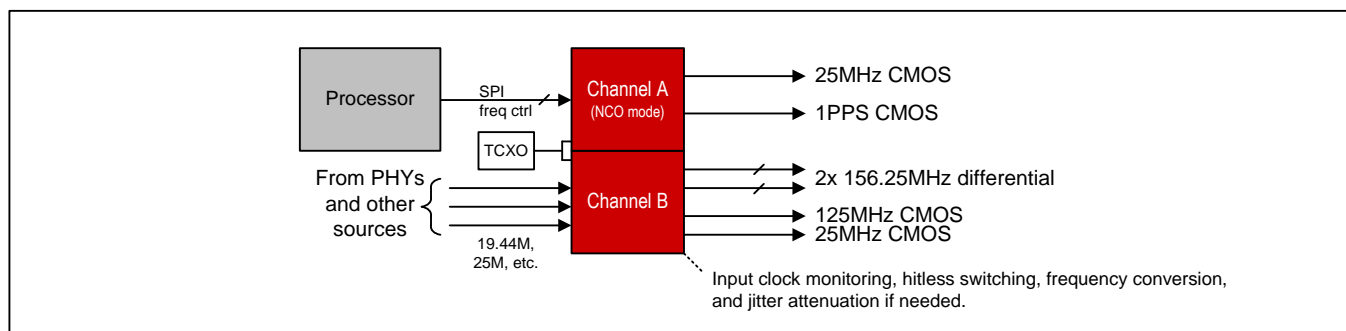 Processor
SPI
freq ctrl
TCXO
From PHYs
and other
sources
19.44M,
25M, etc.
Channel A
(NCO mode)
Channel B
25MHz CMOS
1PPS CMOS
2x 156.25MHz differential
125MHz CMOS
25MHz CMOS
Input clock monitoring, hitless switching, frequency conversion,
and jitter attenuation if needed.